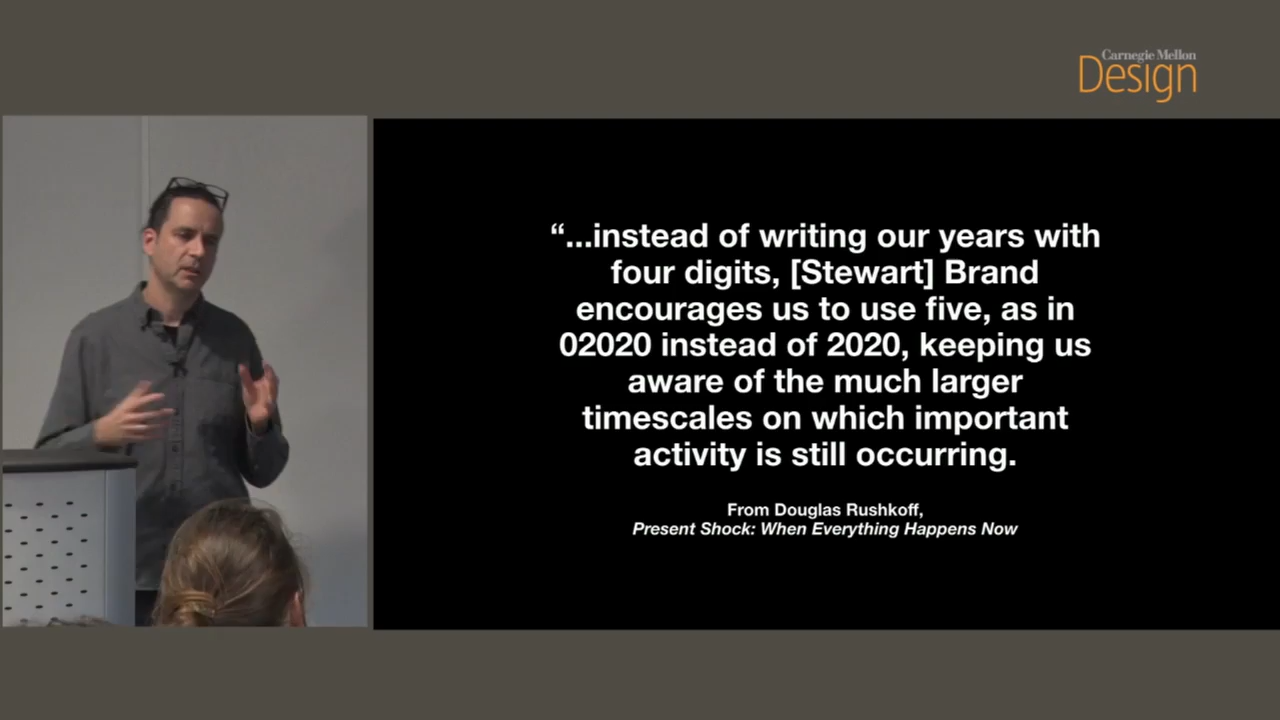 Carnegie Mellon
Design
“...instead of writing our years with
four digits, [Stewart] Brand
encourages us to use five, as in
02020 instead of 2020, keeping us
aware of the much larger
timescales on which important
activity is still occurring.
From Douglas Rushkoff,
Present Shock: When Everything Happens Now